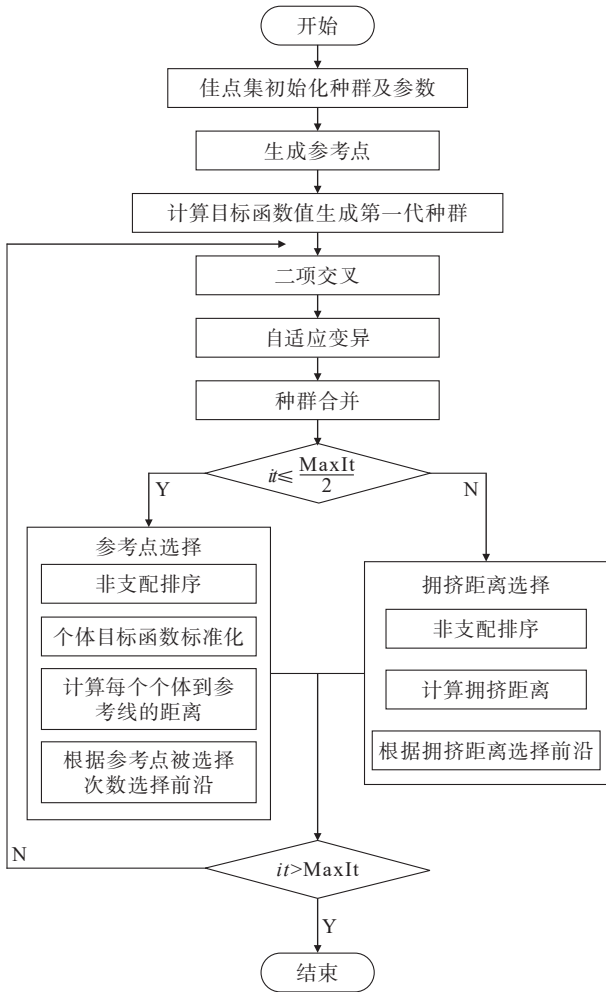 开始
佳点集初始化种群及参数
生成参考点
计算目标函数值生成第一代种群
二项交叉
自适应变异
种群合并
it≤ MaxIt/2
Y
N
参考点选择
非支配排序
个体目标函数标准化
计算每个个体到参
考线的距离
根据参考点被选择
次数选择前沿
拥挤距离选择
非支配排序
计算拥挤距离
根据拥挤距离选择前沿
N
it>MaxIt
Y
结束